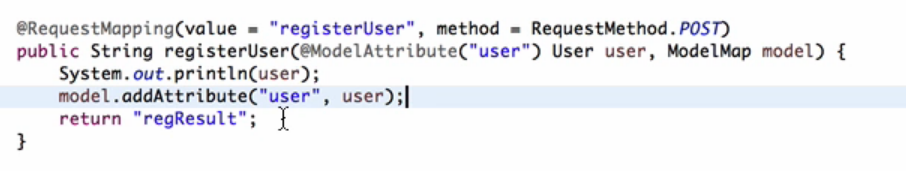 @RequestMapping(value = "registerUser", method = RequestMethod.POST)
public String registerUser(@ModelAttribute("user") User user, ModelMap model) {
System.out.println(user);
model.addAttribute("user", user);
return "regResult";
}